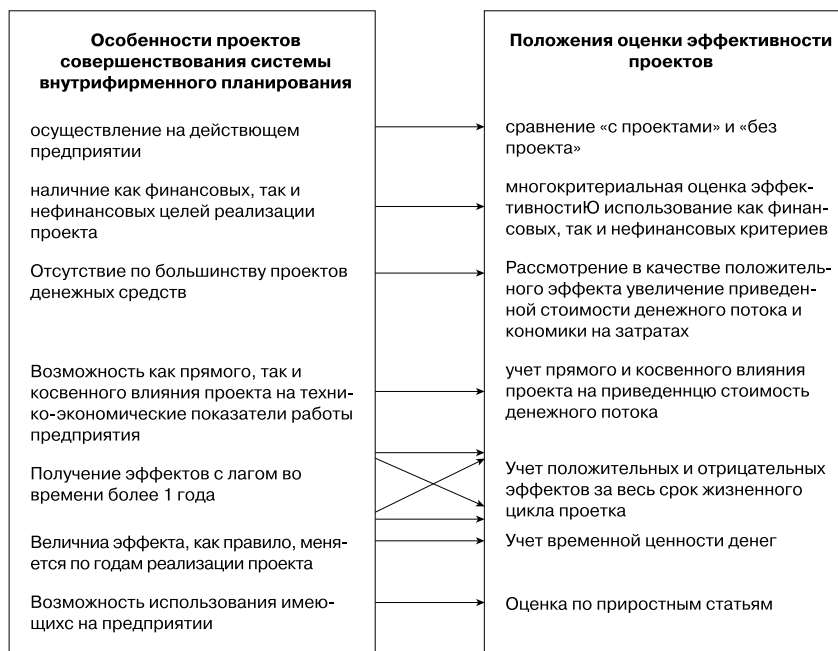 Особенности проектов
совершенствования системы
внутрифирменного планирования
осуществление на действющем
предприятии
наличние как финансовых, так и
нефинансовых целей реализации
проекта
Отсутствие по большинству проектов
денежных средств
Возможность как прямого, так и
косвенного влияния проекта на техни-
ко-экономические показатели работы
предприятия
Получение эффектов с лагом во
времени более 1 года
Величниа эффекта, как правило, меня-
ется по годам реализации проекта
Возможность использования имею-
щихс на предприятии
Положения оценки эффективности
проектов
сравнение «с проектами» и «без
проекта»
многокритериальная оценка эффек-
тивностиЮ использование как финан-
совых, так и нефинансовых критериев
Рассмотрение в качестве положитель-
ного эффекта увеличение приведен-
ной стоимости денежного потока и
кономики на затратах
учет прямого и косвенного влияния
проекта на приведеннцю стоимость
денежного потока
Учет положительных и отрицательных
эффектов за весь срок жизненного
цикла проетка
Учет временной ценности денег
Оценка по приростным статьям